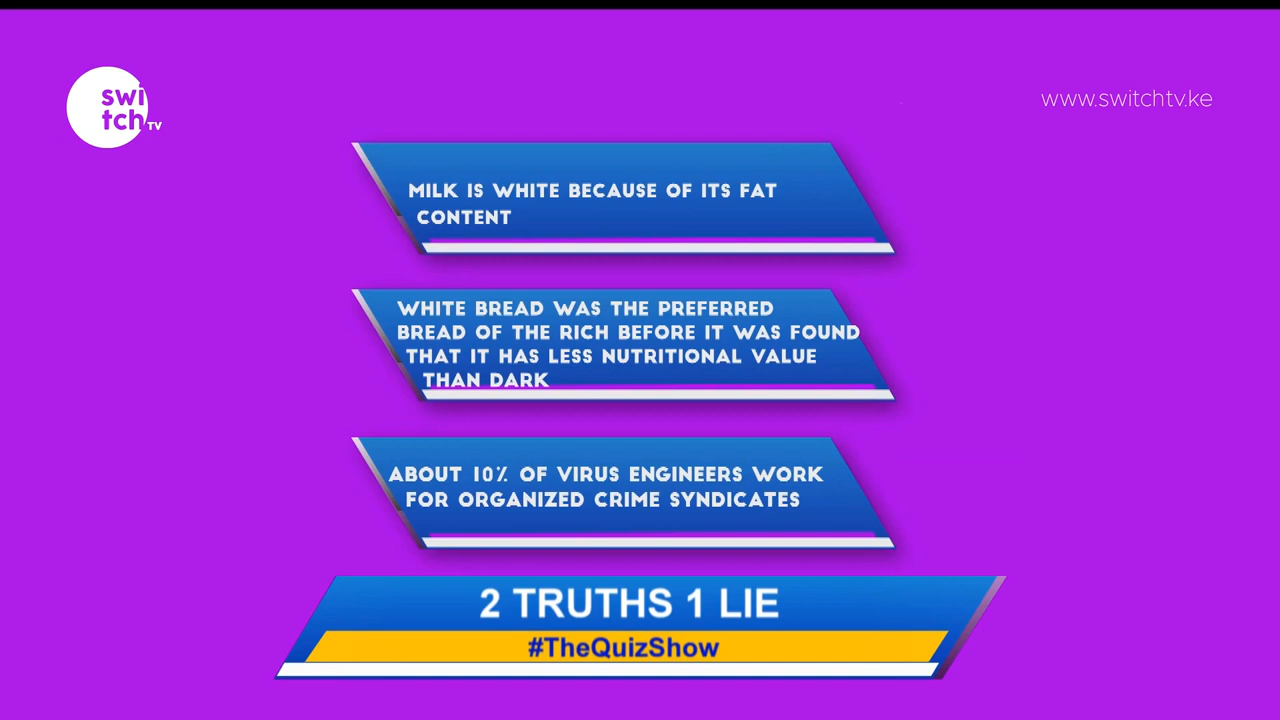 swi
tch TV
www.switchtv.ke
MILK IS WHITE BECAUSE OF ITS FAT
CONTENT
WHITE BREAD WAS THE PREFERRED
BREAD OF THE RICH BEFORE IT WAS FOUND
THAT IT HAS LESS NUTRITIONAL VALUE
THAN DARK
ABOUT 10% OF VIRUS ENGINEERS WORK
FOR ORGANIZED CRIME SYNDICATES
2 TRUTHS 1 LIE
#TheQuizShow